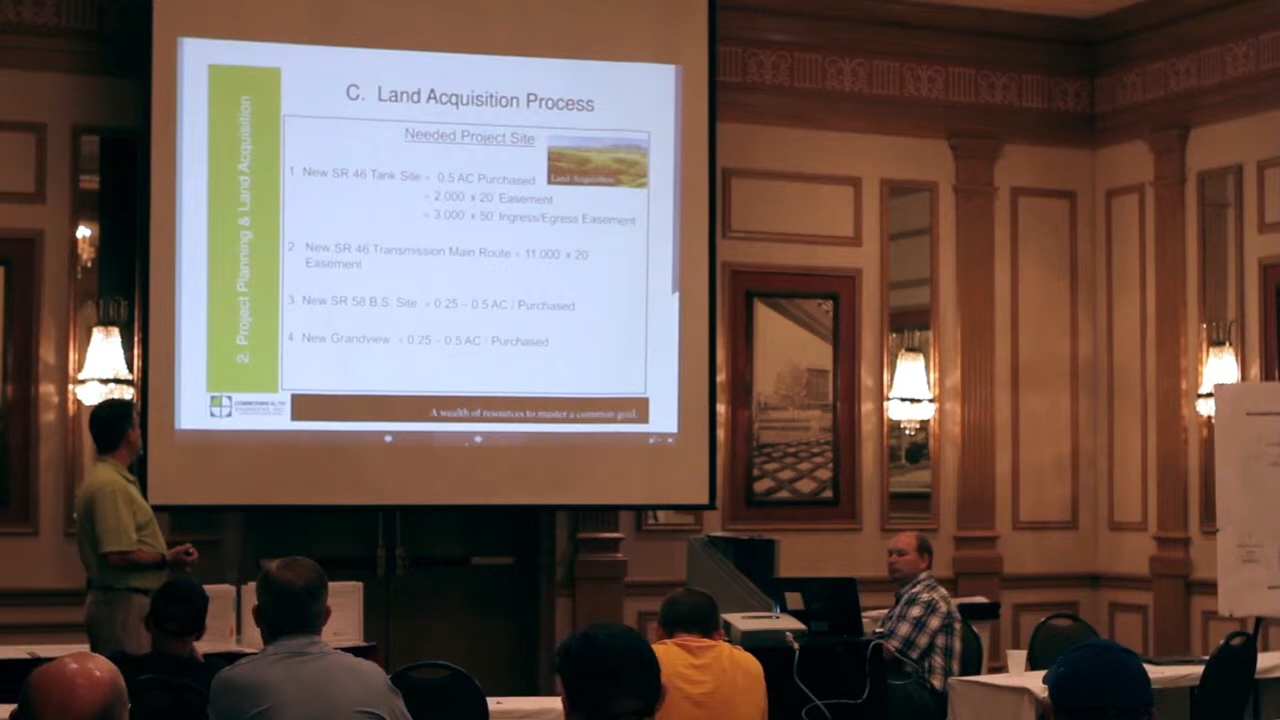 C. Land Acquisition Process
2. Project Planning & Land Acquisition
Needed Project Site
Land Acquisition
1. New SR 46 Tank Site = 0.5 AC Purchased
= 2,000' x 20' Easement
= 3,000' x 50' Ingress/Egress Easement
2. New SR 46 Transmission Main Route = 11,000' x 20'
Easement
3. New SR 58 B.S. Site = 0.25 – 0.5 AC / Purchased
4. New Grandview = 0.25 – 0.5 AC / Purchased
COMMONWEALTH
A wealth of resources to master a common goal.